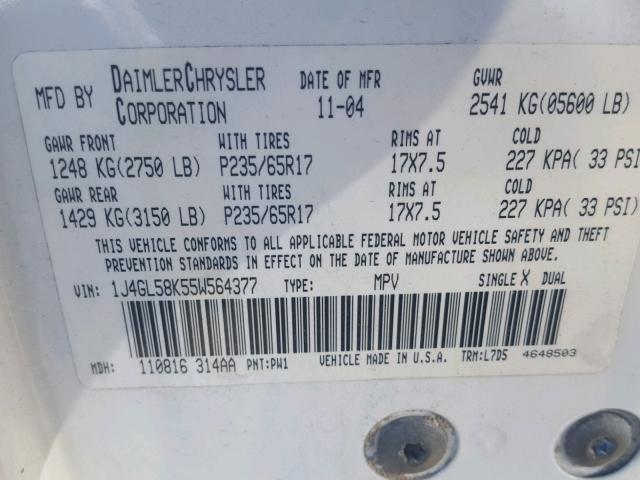 MFD BY DAIMLERCHRYSLER CORPORATION DATE OF MFR 11-04 GVWR 2541 KG(05600 LB)
GAWR FRONT WITH TIRES RIMS AT COLD
1248 KG(2750 LB) P235/65R17 17X7.5 227 KPA( 33 PSI)
GAWR REAR WITH TIRES RIMS AT COLD
1429 KG(3150 LB) P235/65R17 17X7.5 227 KPA( 33 PSI)
THIS VEHICLE CONFORMS TO ALL APPLICABLE FEDERAL MOTOR VEHICLE SAFETY AND THEFT
PREVENTION STANDARDS IN EFFECT ON THE DATE OF MANUFACTURE SHOWN ABOVE.
VIN: 1J4GL58K55W564377 TYPE: MPV SINGLE X DUAL
MDH: 110816 314AA PNT:PW1 VEHICLE MADE IN U.S.A. TRM:L7D5 4648503